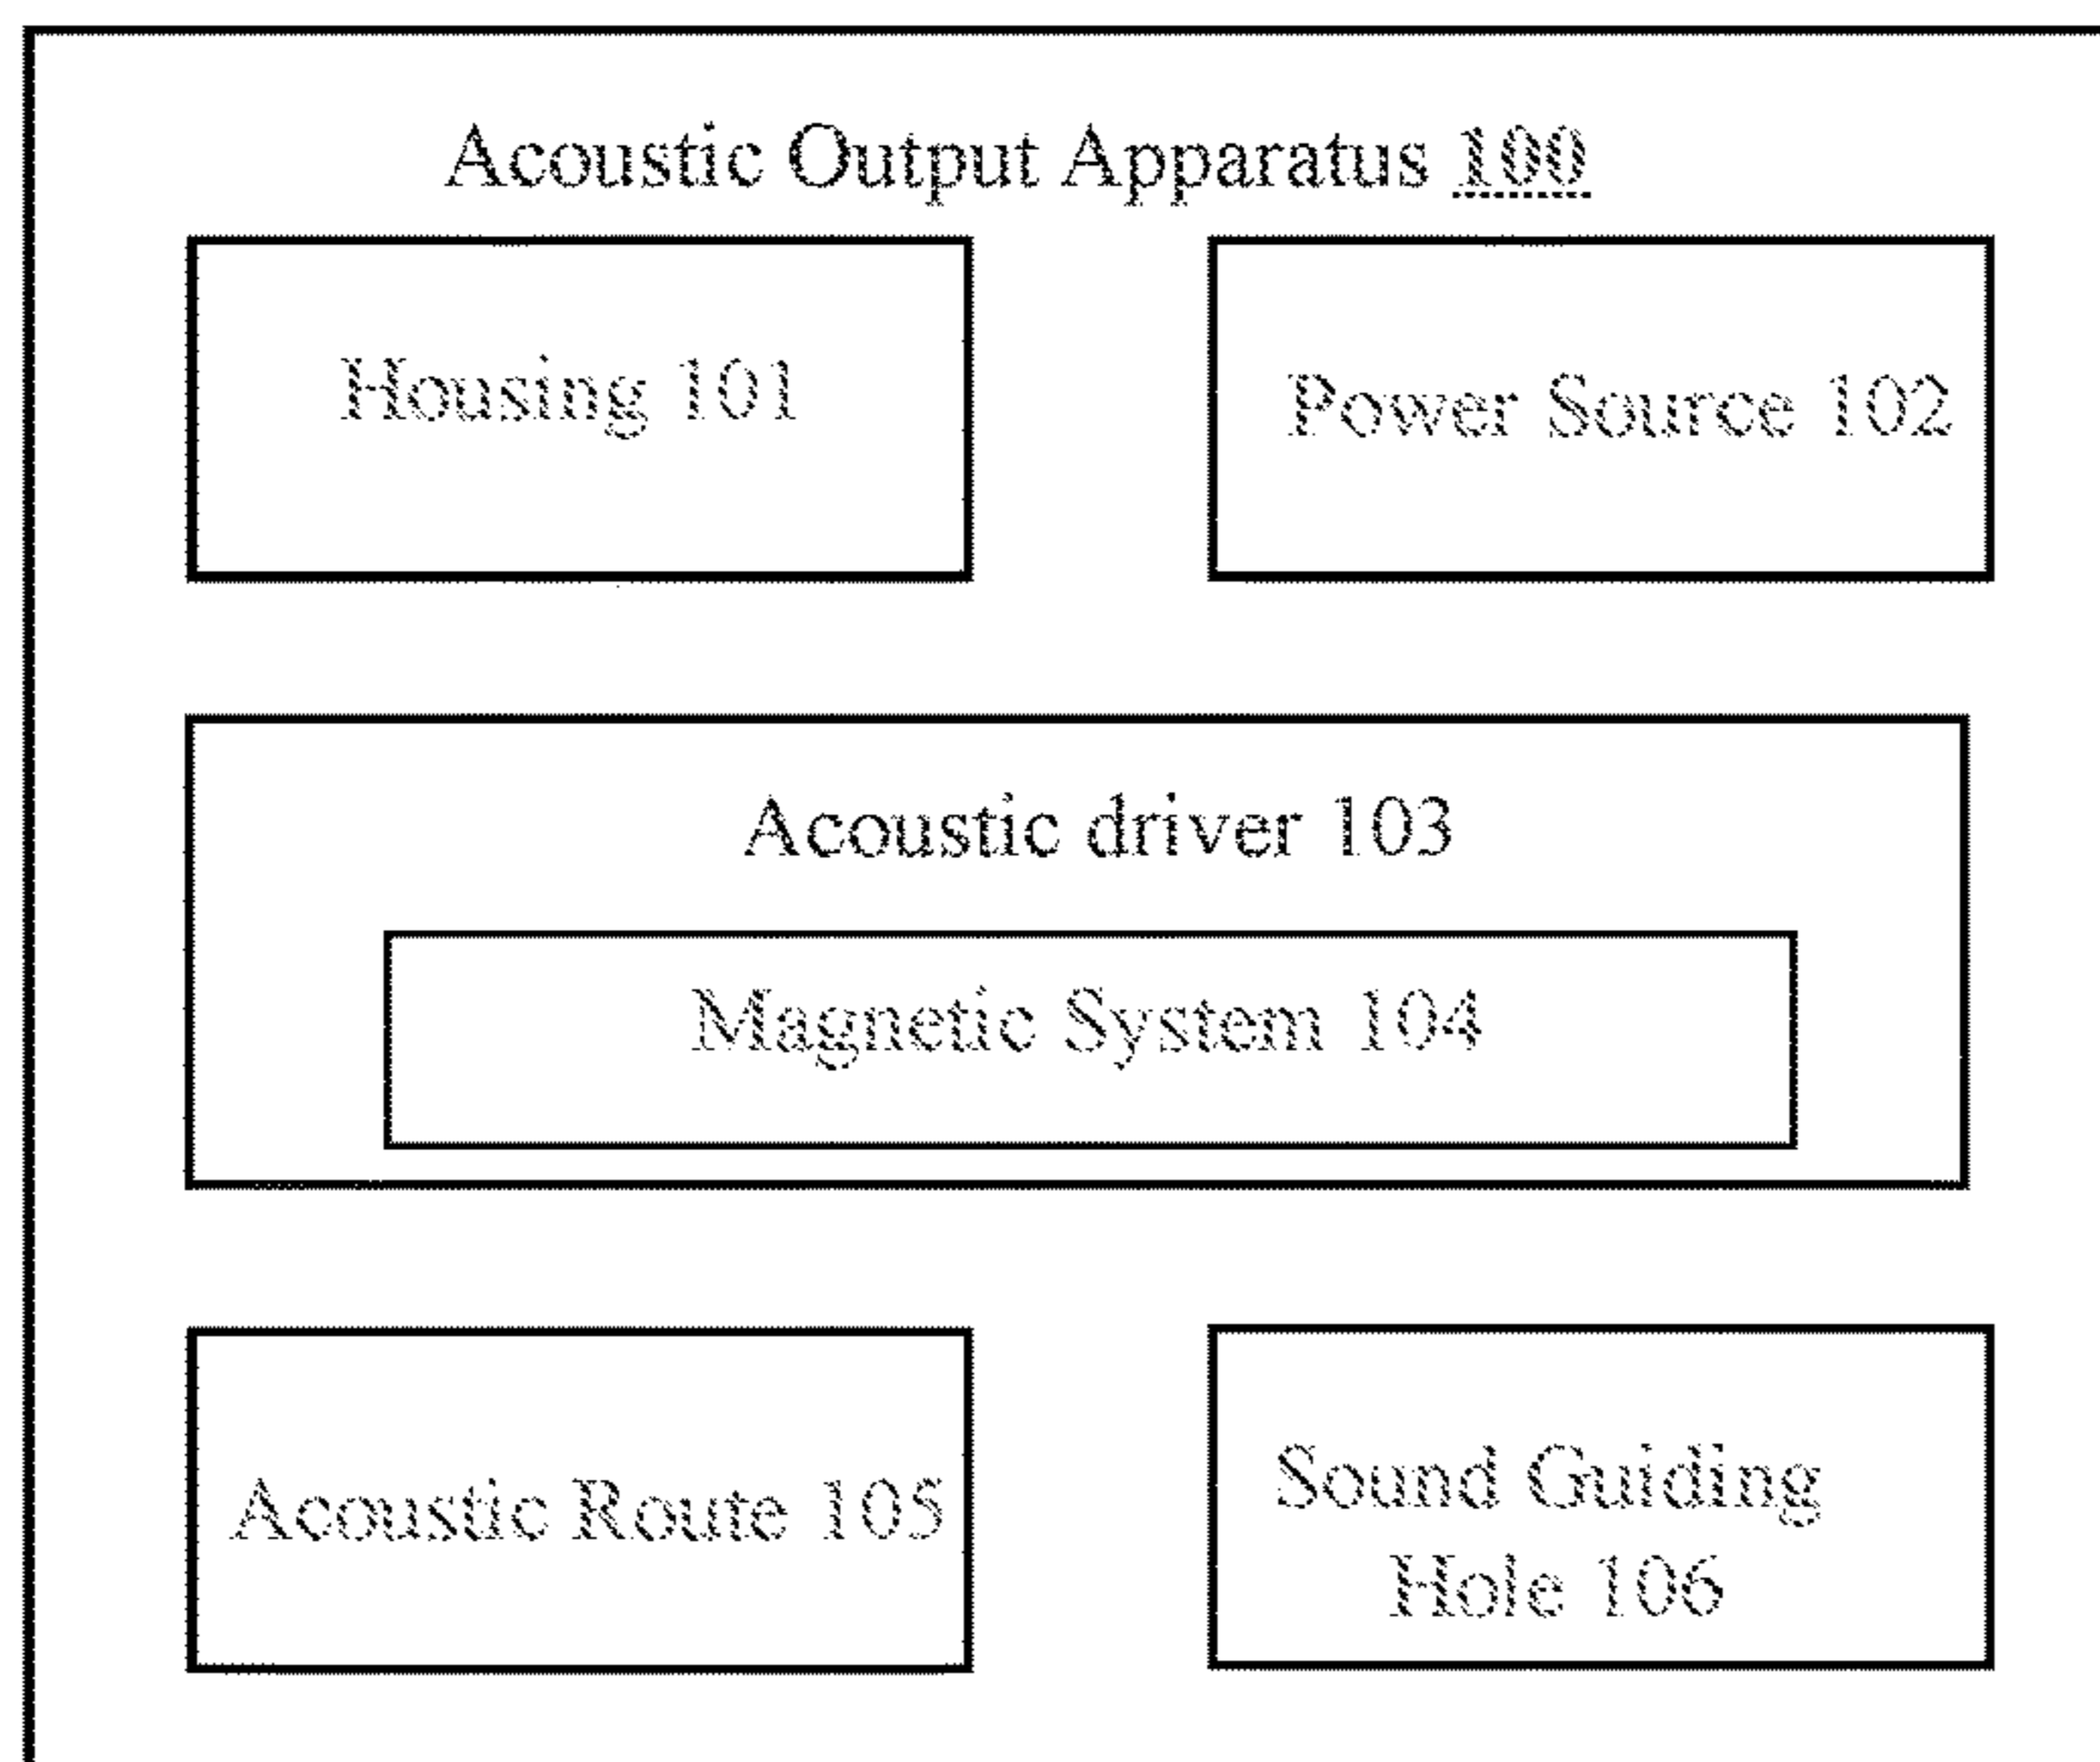 Acoustic Output Apparatus 100
Housing 101
Power Source 102
Acoustic driver 103
Magnetic System 104
Acoustic Route 105
Sound Guiding
Hole 106